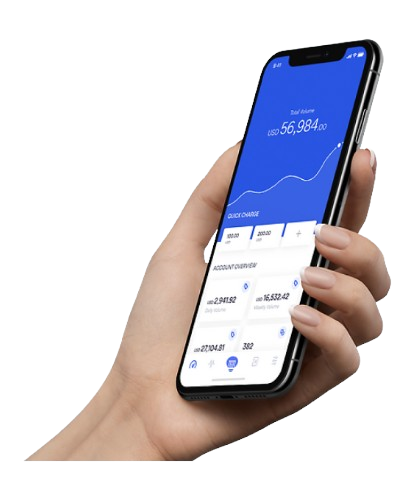 9:41
Total Volume
USD 56,984.00
QUICK CHARGE
100.00 200.00 +
USD USD
ACCOUNT OVERVIEW
USD 2,941.92 USD 16,532.42
Daily Volume Weekly Volume
USD 27,104.81 382